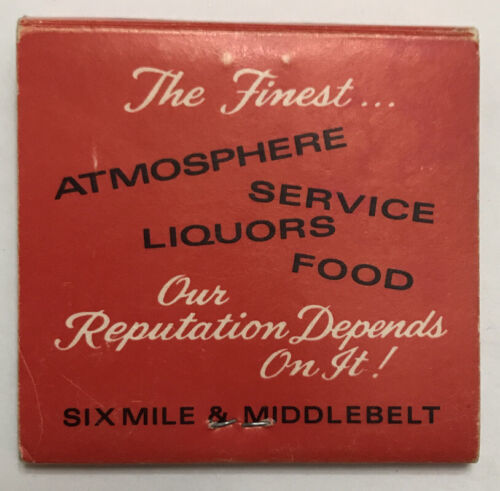 The Finest...
ATMOSPHERE
SERVICE
LIQUORS
FOOD
Our
Reputation Depends
On It!
SIX MILE & MIDDLEBELT